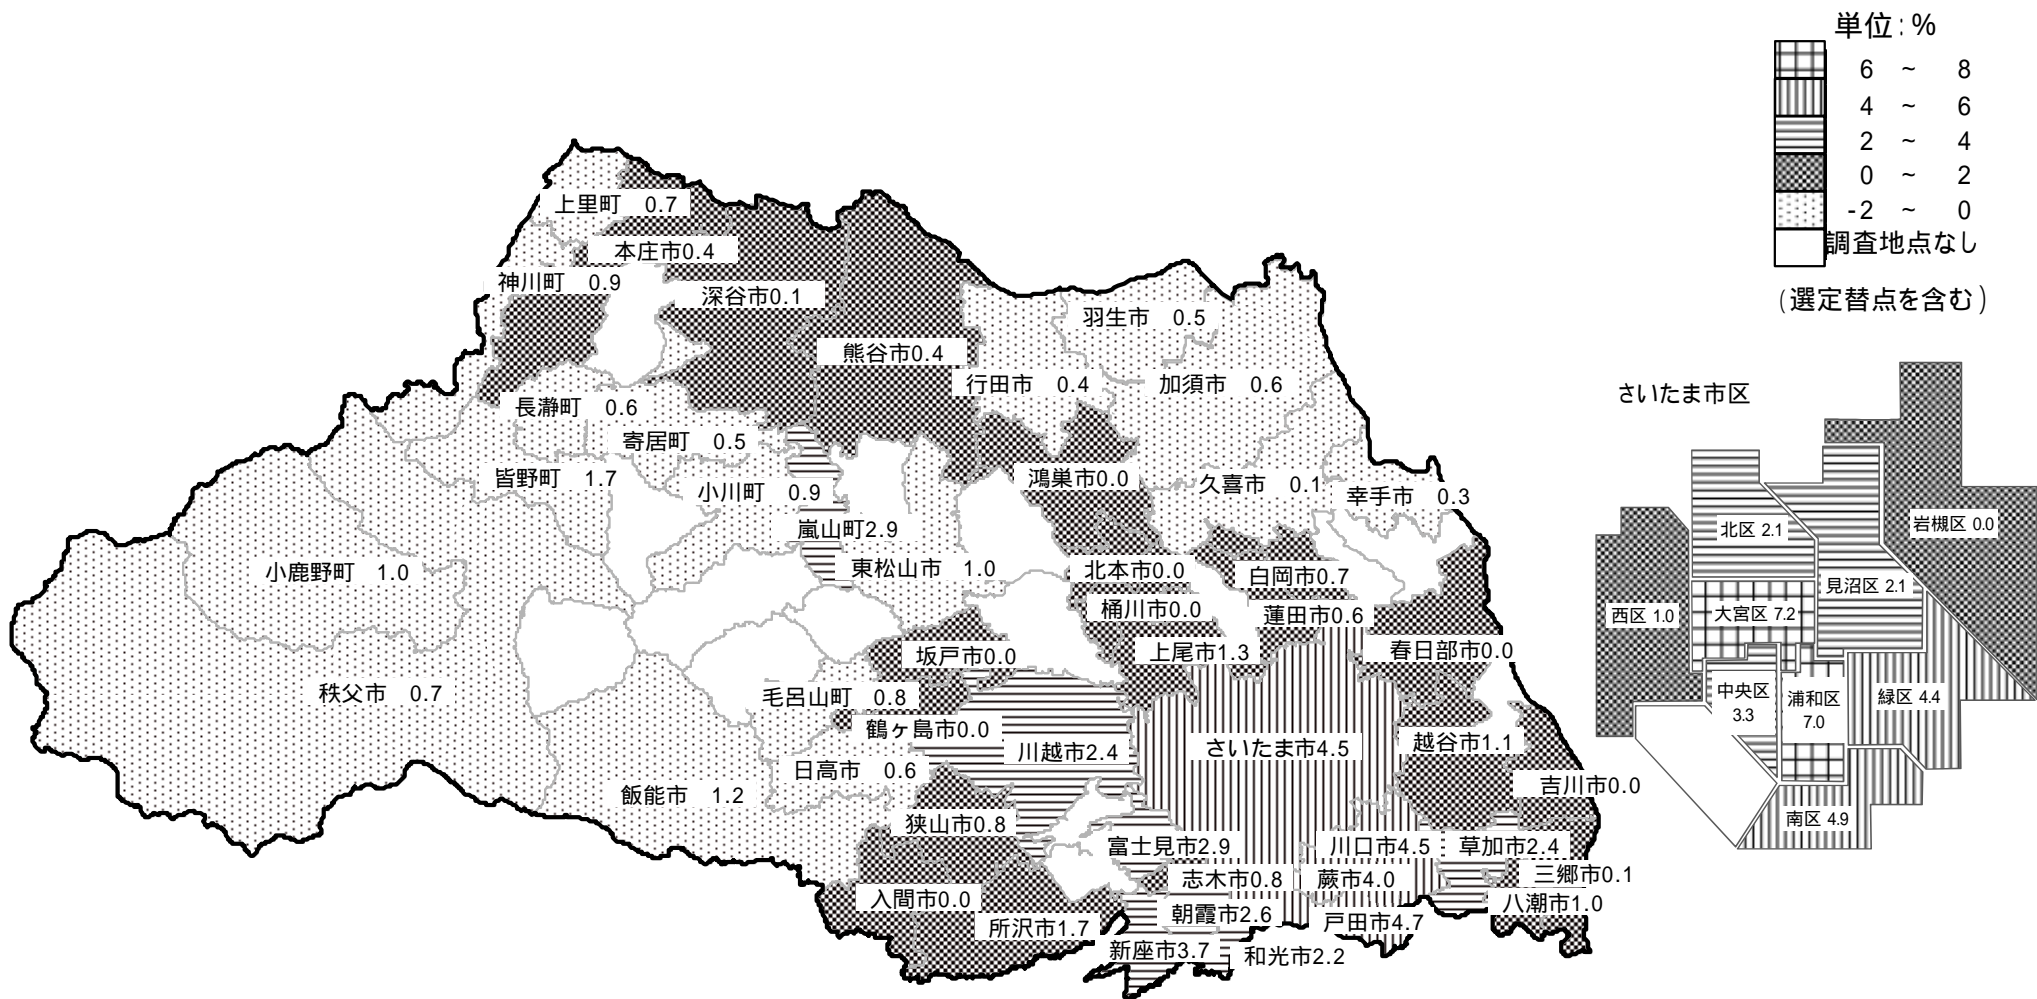 単位：％
6 ～ 8
4 ～ 6
2 ～ 4
0 ～ 2
-2 ～ 0
調査地点なし
(選定替点を含む)
上里町 0.7
本庄市0.4
神川町 0.9
深谷市0.1
熊谷市0.4
行田市 0.4
羽生市 0.5
加須市 0.6
長瀞町 0.6
寄居町 0.5
皆野町 1.7
小川町 0.9
嵐山町2.9
東松山市 1.0
鴻巣市0.0
久喜市 0.1
幸手市 0.3
小鹿野町 1.0
北本市0.0
白岡市0.7
桶川市0.0
蓮田市0.6
坂戸市0.0
上尾市1.3
春日部市0.0
秩父市 0.7
毛呂山町 0.8
鶴ヶ島市0.0
川越市2.4
さいたま市4.5
越谷市1.1
日高市 0.6
飯能市 1.2
吉川市0.0
狭山市0.8
富士見市2.9
川口市4.5
草加市2.4
志木市0.8
蕨市4.0
三郷市0.1
入間市0.0
朝霞市2.6
八潮市1.0
所沢市1.7
戸田市4.7
新座市3.7
和光市2.2
さいたま市区
岩槻区 0.0
北区 2.1
見沼区 2.1
西区 1.0
大宮区 7.2
中央区
3.3
浦和区
7.0
緑区 4.4
南区 4.9